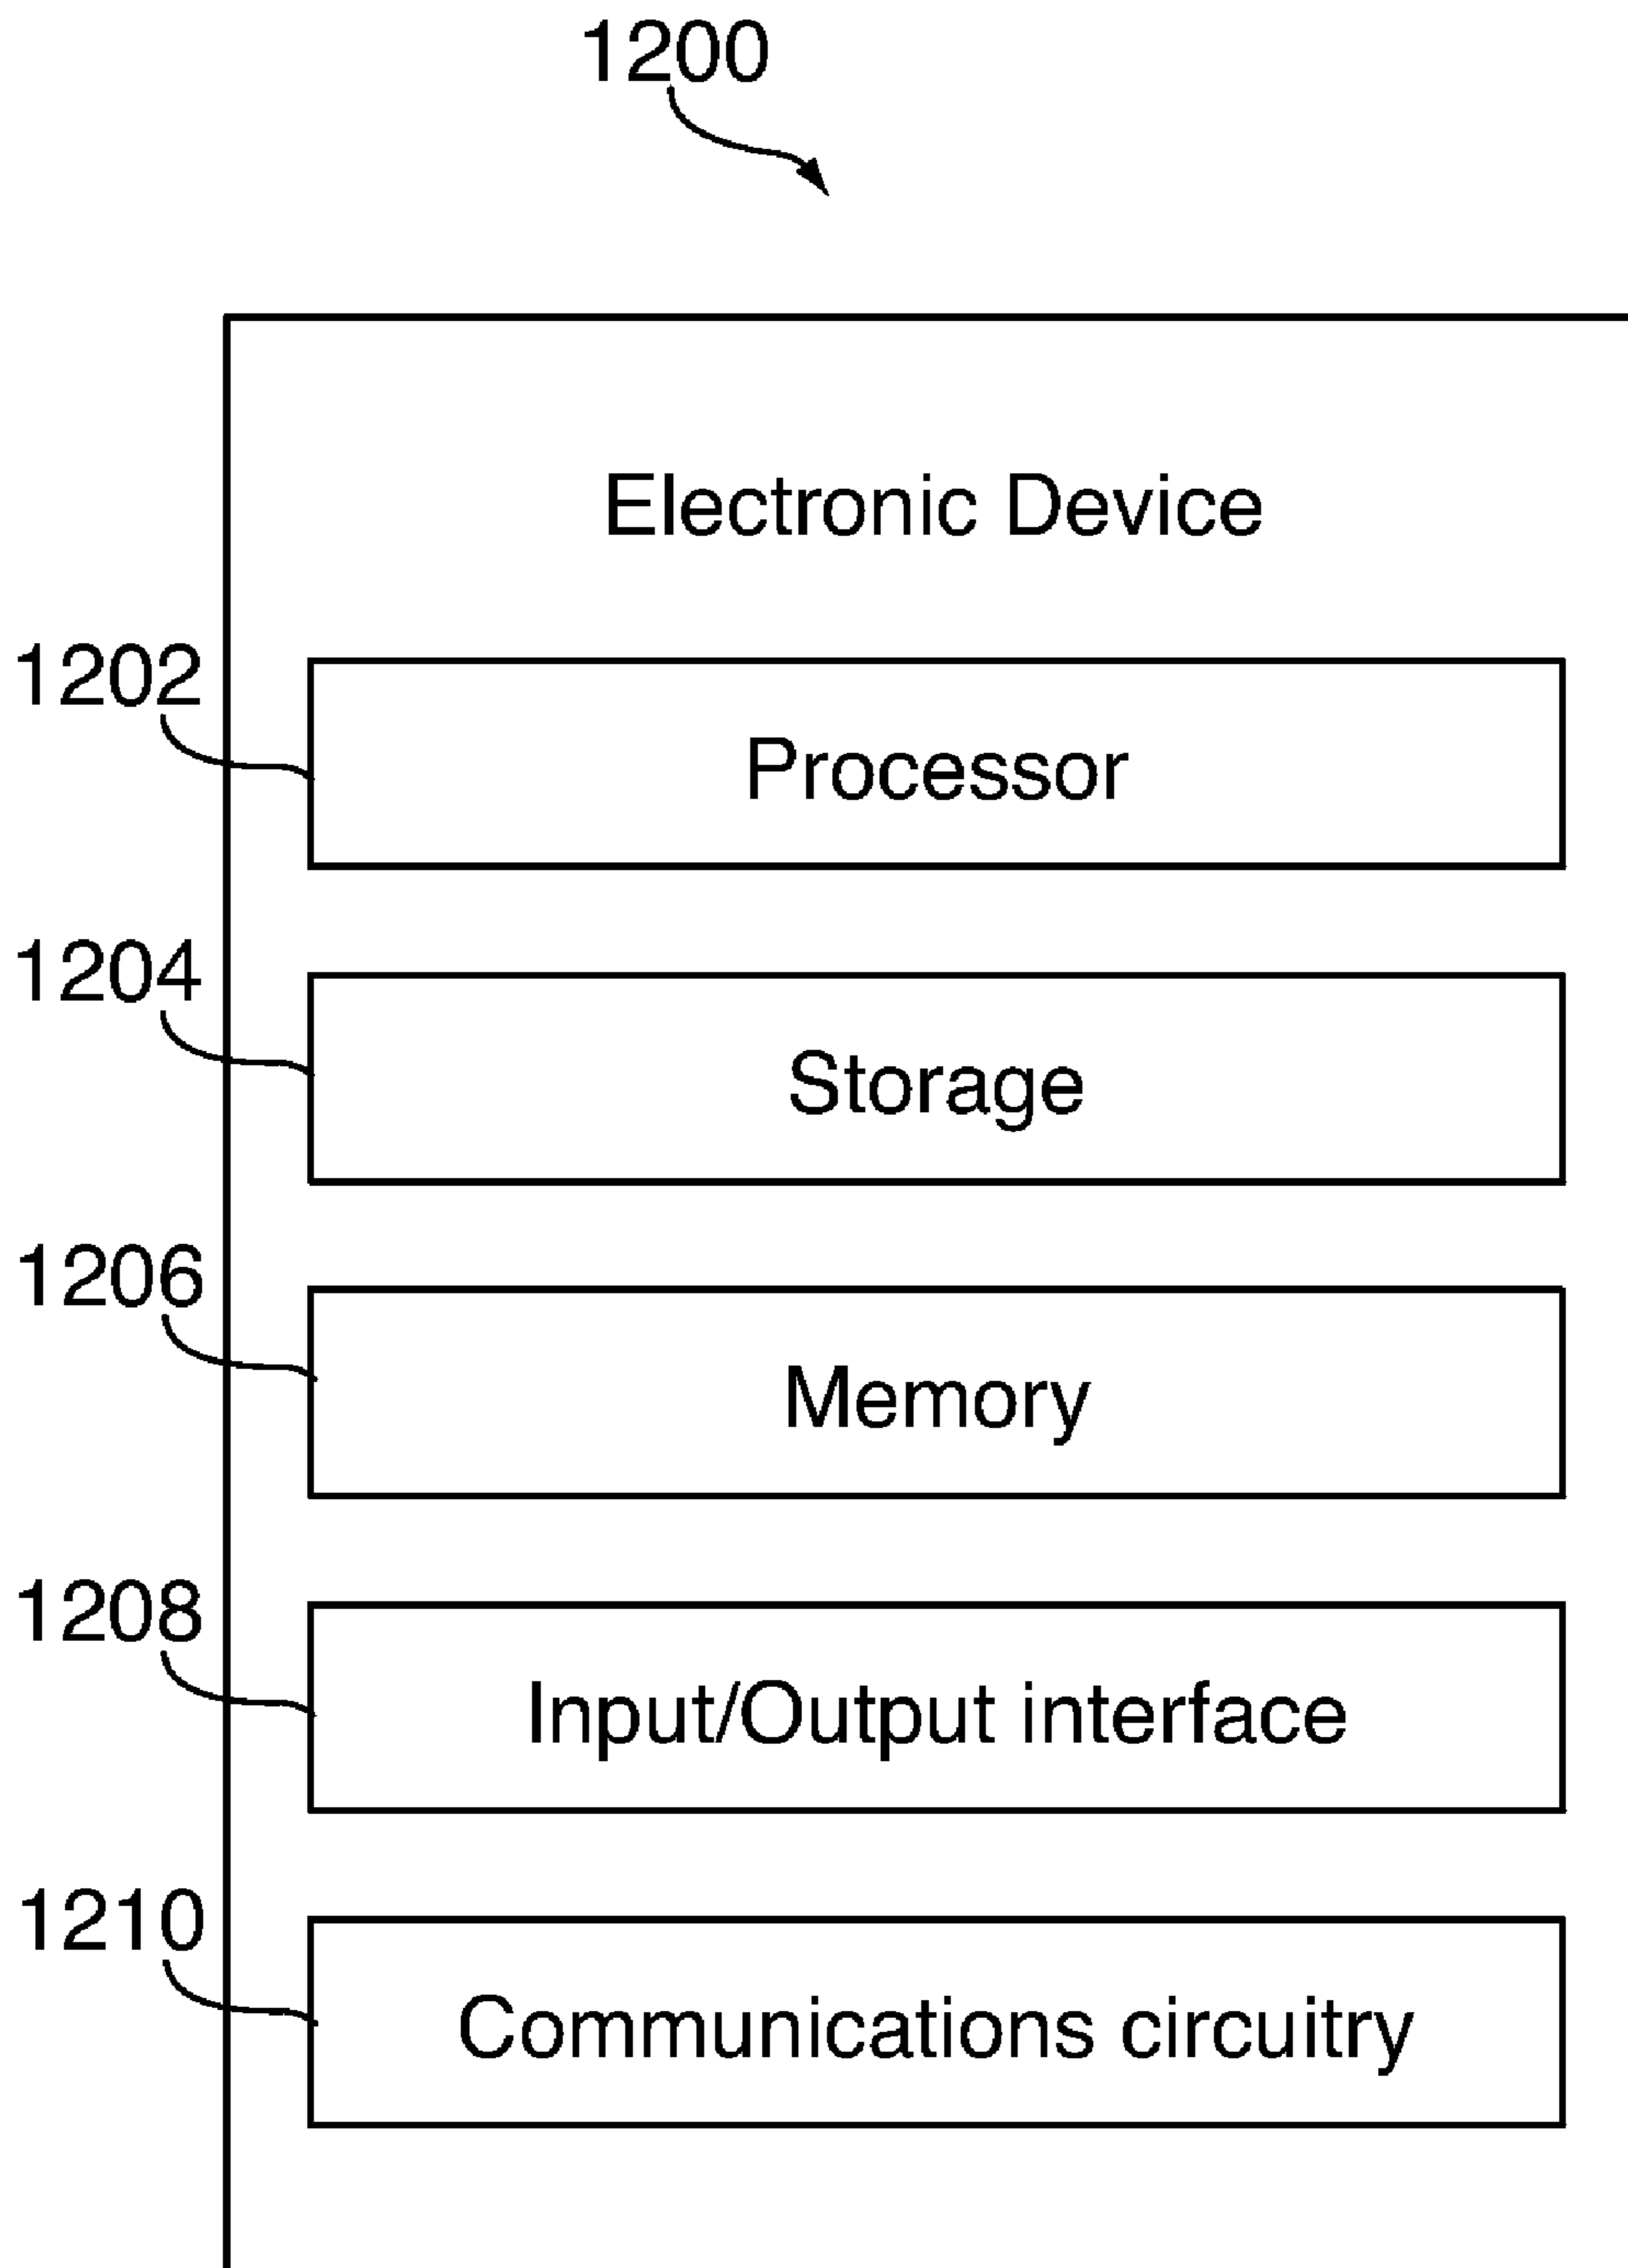 1200
Electronic Device
1202
Processor
1204
Storage
1206
Memory
1208
Input/Output interface
1210
Communications circuitry